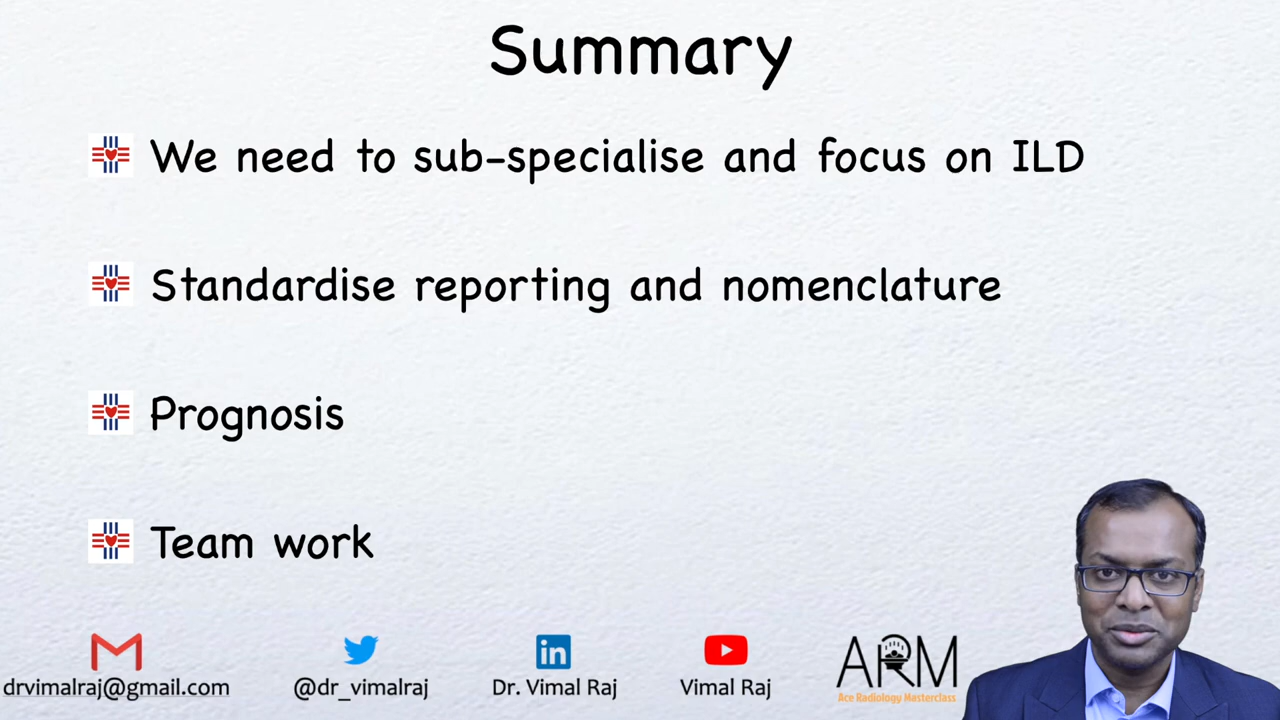 Summary
We need to sub-specialise and focus on ILD
Standardise reporting and nomenclature
Prognosis
Team work
drvimalraj@gmail.com
@dr_vimalraj
Dr. Vimal Raj
Vimal Raj
ARM
Ace Radiology Masterclass